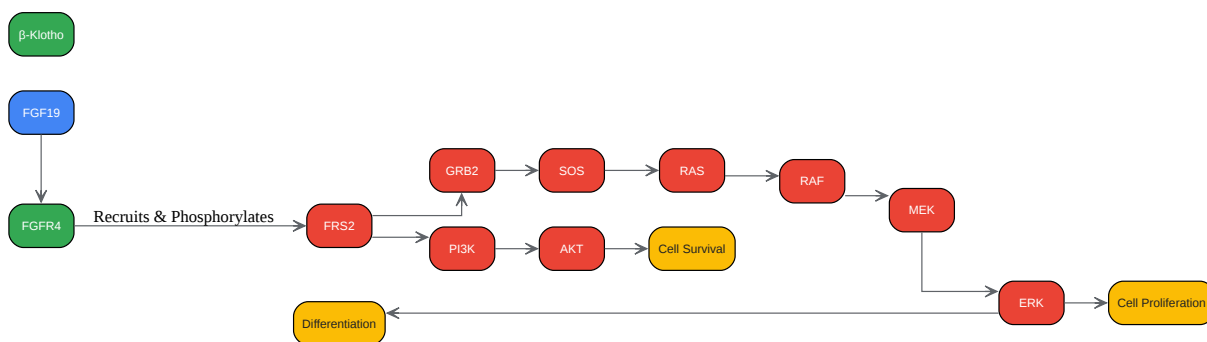 β-Klotho
FGF19
FGFR4
Recruits & Phosphorylates
FRS2
GRB2
SOS
RAS
RAF
MEK
PI3K
AKT
Cell Survival
ERK
Cell Proliferation
Differentiation